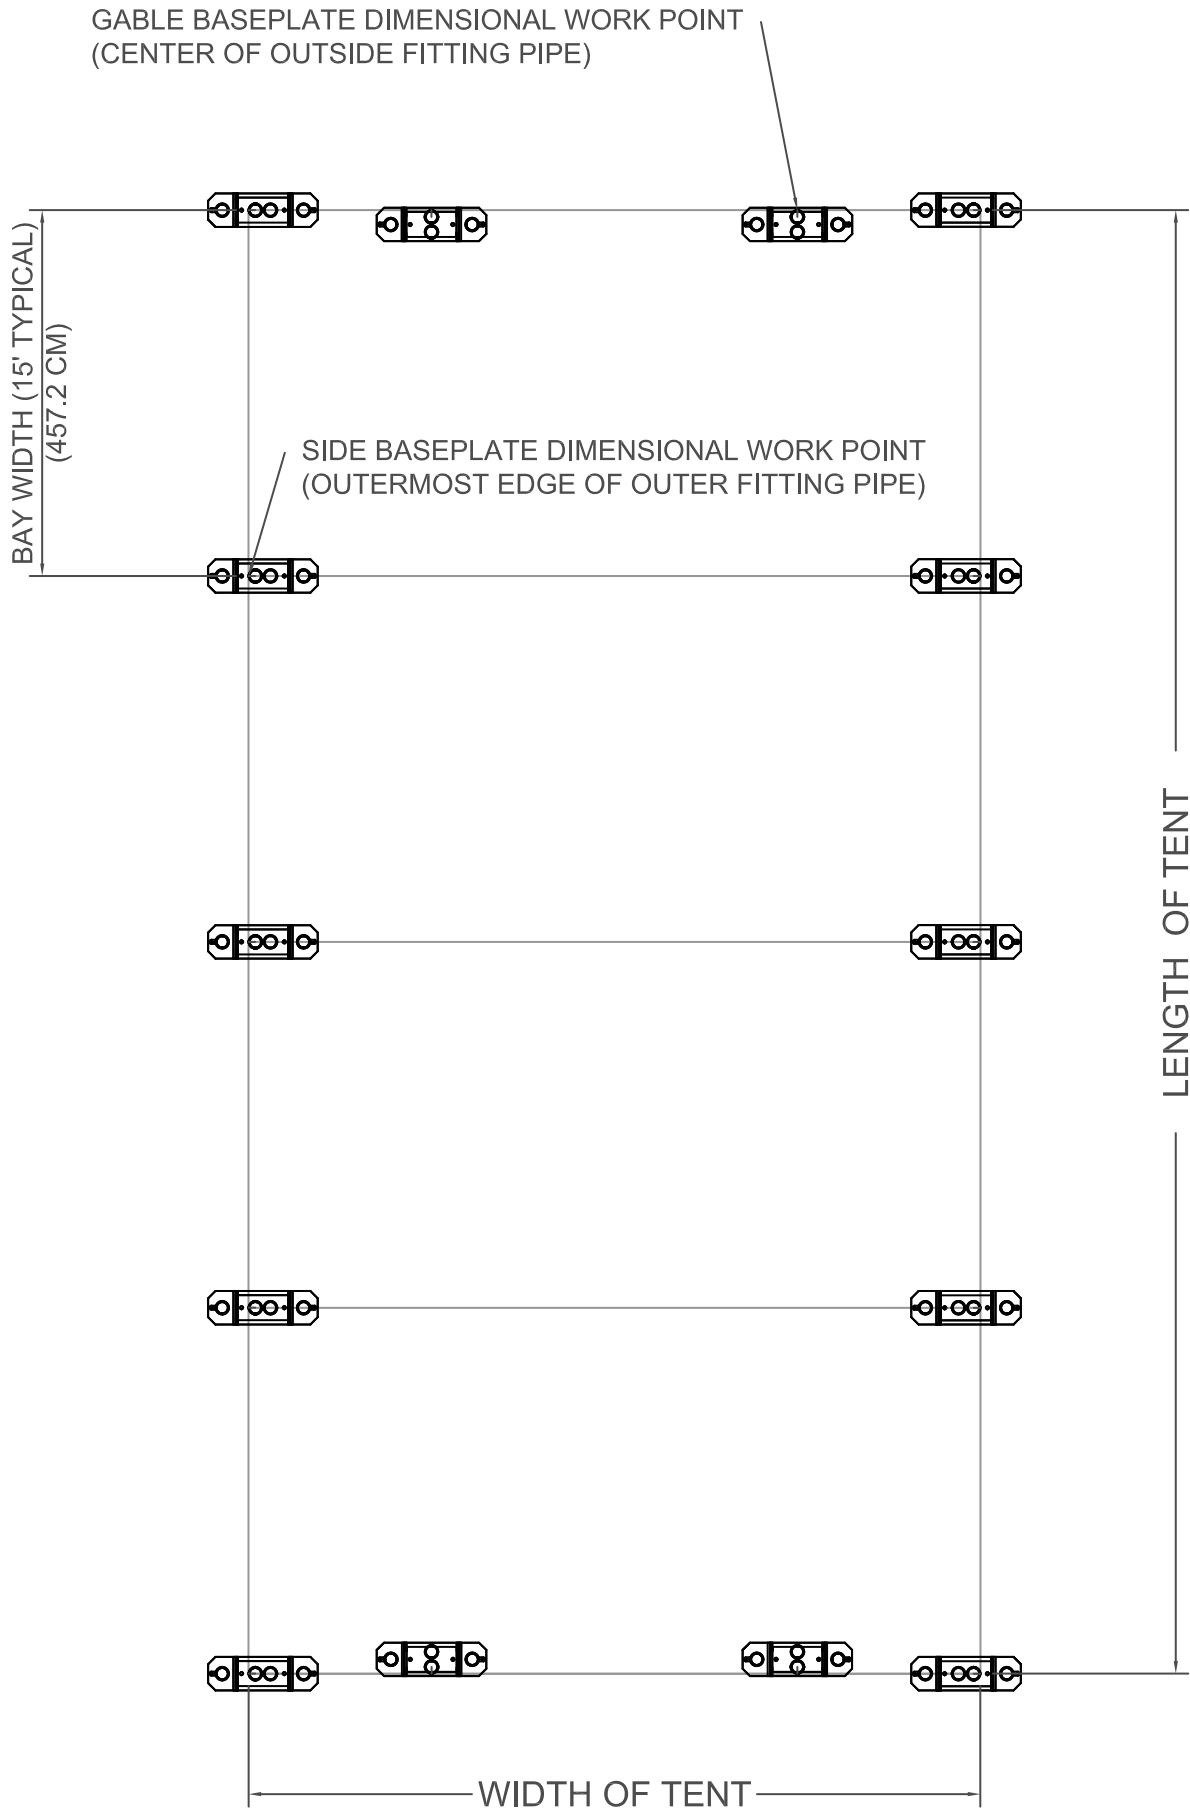 GABLE BASEPLATE DIMENSIONAL WORK POINT
(CENTER OF OUTSIDE FITTING PIPE)
BAY WIDTH (15' TYPICAL)
(457.2 CM)
SIDE BASEPLATE DIMENSIONAL WORK POINT
(OUTERMOST EDGE OF OUTER FITTING PIPE)
LENGTH OF TENT
WIDTH OF TENT